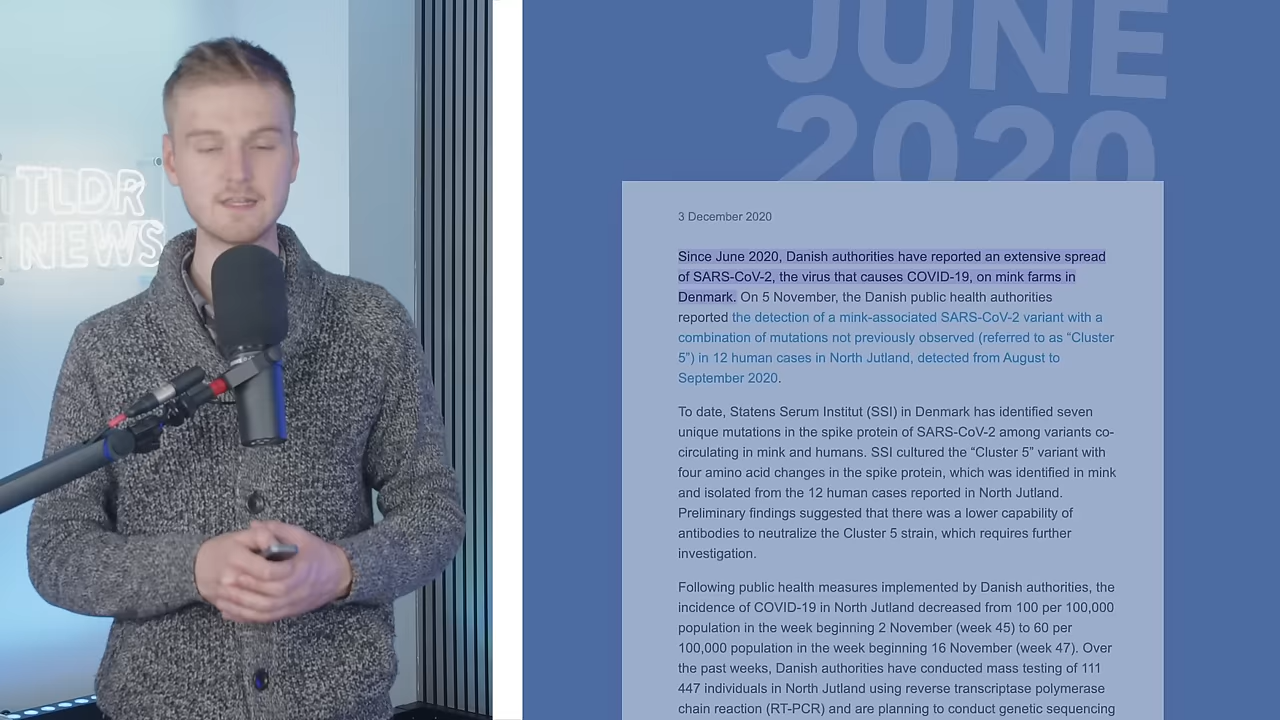 TLDR
NEWS
JUNE
2020
3 December 2020
Since June 2020, Danish authorities have reported an extensive spread
of SARS-CoV-2, the virus that causes COVID-19, on mink farms in
Denmark. On 5 November, the Danish public health authorities
reported the detection of a mink-associated SARS-CoV-2 variant with a
combination of mutations not previously observed (referred to as “Cluster
5”) in 12 human cases in North Jutland, detected from August to
September 2020.
To date, Statens Serum Institut (SSI) in Denmark has identified seven
unique mutations in the spike protein of SARS-CoV-2 among variants co-
circulating in mink and humans. SSI cultured the “Cluster 5” variant with
four amino acid changes in the spike protein, which was identified in mink
and isolated from the 12 human cases reported in North Jutland.
Preliminary findings suggested that there was a lower capability of
antibodies to neutralize the Cluster 5 strain, which requires further
investigation.
Following public health measures implemented by Danish authorities, the
incidence of COVID-19 in North Jutland decreased from 100 per 100,000
population in the week beginning 2 November (week 45) to 60 per
100,000 population in the week beginning 16 November (week 47). Over
the past weeks, Danish authorities have conducted mass testing of 111
447 individuals in North Jutland using reverse transcriptase polymerase
chain reaction (RT-PCR) and are planning to conduct genetic sequencing